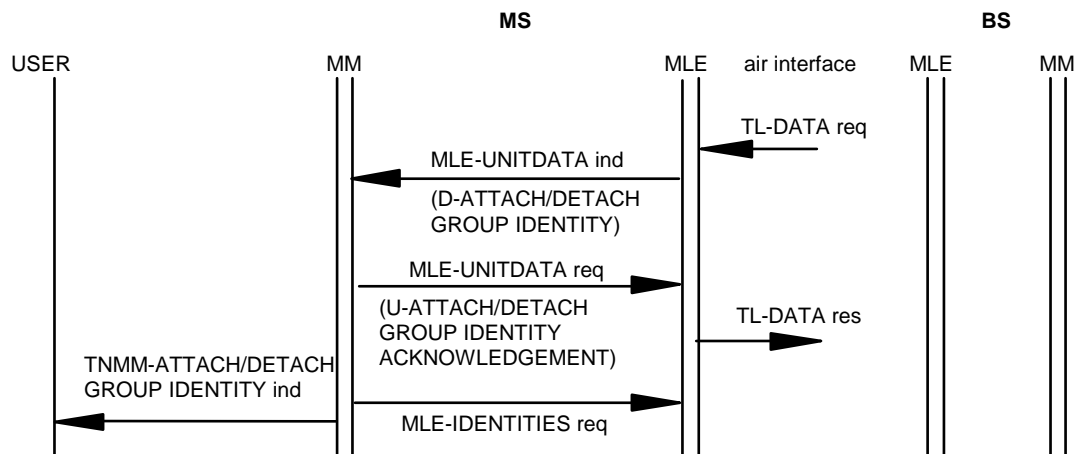 MS BS
USER MM MLE air interface MLE MM
TL-DATA req
MLE-UNITDATA ind
(D-ATTACH/DETACH
GROUP IDENTITY)
MLE-UNITDATA req
(U-ATTACH/DETACH
GROUP IDENTITY
ACKNOWLEDGEMENT)
TL-DATA res
TNMM-ATTACH/DETACH
GROUP IDENTITY ind
MLE-IDENTITIES req